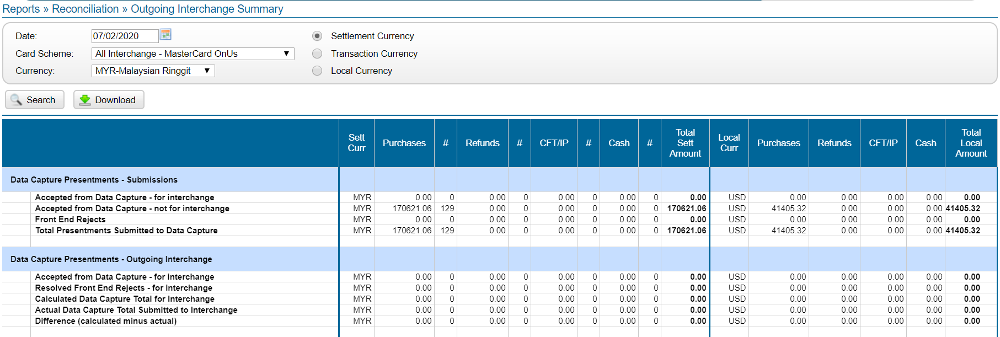 Reports » Reconciliation » Outgoing Interchange Summary
Date: 07/02/2020 Settlement Currency
Card Scheme: All Interchange - MasterCard OnUs Transaction Currency
Currency: MYR-Malaysian Ringgit Local Currency
Search Download
Sett Curr Purchases # Refunds # CFT/IP # Cash # Total Sett Amount Local Curr Purchases Refunds CFT/IP Cash Total Local Amount
Data Capture Presentments - Submissions
Accepted from Data Capture - for interchange MYR 0.00 0 0.00 0 0.00 0 0.00 0 0.00 USD 0.00 0.00 0.00 0.00 0.00
Accepted from Data Capture - not for interchange MYR 170621.06 129 0.00 0 0.00 0 0.00 0 170621.06 USD 41405.32 0.00 0.00 0.00 41405.32
Front End Rejects MYR 0.00 0 0.00 0 0.00 0 0.00 0 0.00 USD 0.00 0.00 0.00 0.00 0.00
Total Presentments Submitted to Data Capture MYR 170621.06 129 0.00 0 0.00 0 0.00 0 170621.06 USD 41405.32 0.00 0.00 0.00 41405.32
Data Capture Presentments - Outgoing Interchange
Accepted from Data Capture - for interchange MYR 0.00 0 0.00 0 0.00 0 0.00 0 0.00 USD 0.00 0.00 0.00 0.00 0.00
Resolved Front End Rejects - for interchange MYR 0.00 0 0.00 0 0.00 0 0.00 0 0.00 USD 0.00 0.00 0.00 0.00 0.00
Calculated Data Capture Total for Interchange MYR 0.00 0 0.00 0 0.00 0 0.00 0 0.00 USD 0.00 0.00 0.00 0.00 0.00
Actual Data Capture Total Submitted to Interchange MYR 0.00 0 0.00 0 0.00 0 0.00 0 0.00 USD 0.00 0.00 0.00 0.00 0.00
Difference (calculated minus actual) MYR 0.00 0 0.00 0 0.00 0 0.00 0 0.00 USD 0.00 0.00 0.00 0.00 0.00